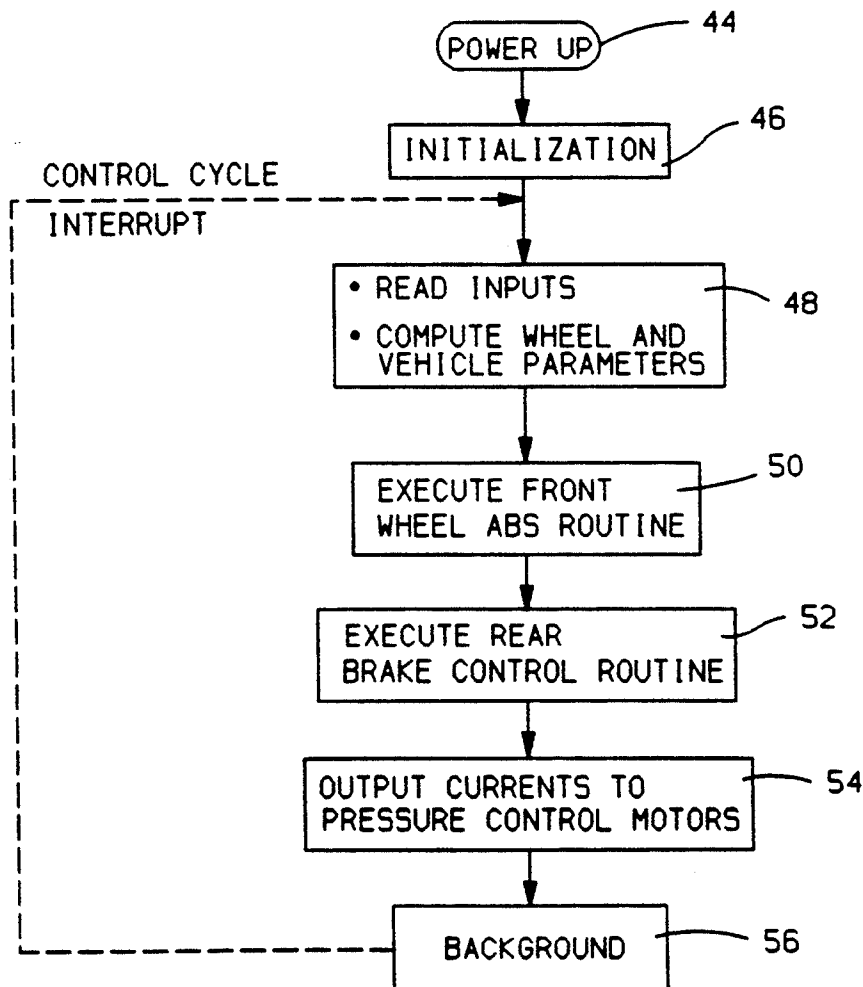 POWER UP
44
INITIALIZATION
46
CONTROL CYCLE
INTERRUPT
• READ INPUTS
• COMPUTE WHEEL AND
VEHICLE PARAMETERS
48
EXECUTE FRONT
WHEEL ABS ROUTINE
50
EXECUTE REAR
BRAKE CONTROL ROUTINE
52
OUTPUT CURRENTS TO
PRESSURE CONTROL MOTORS
54
BACKGROUND
56